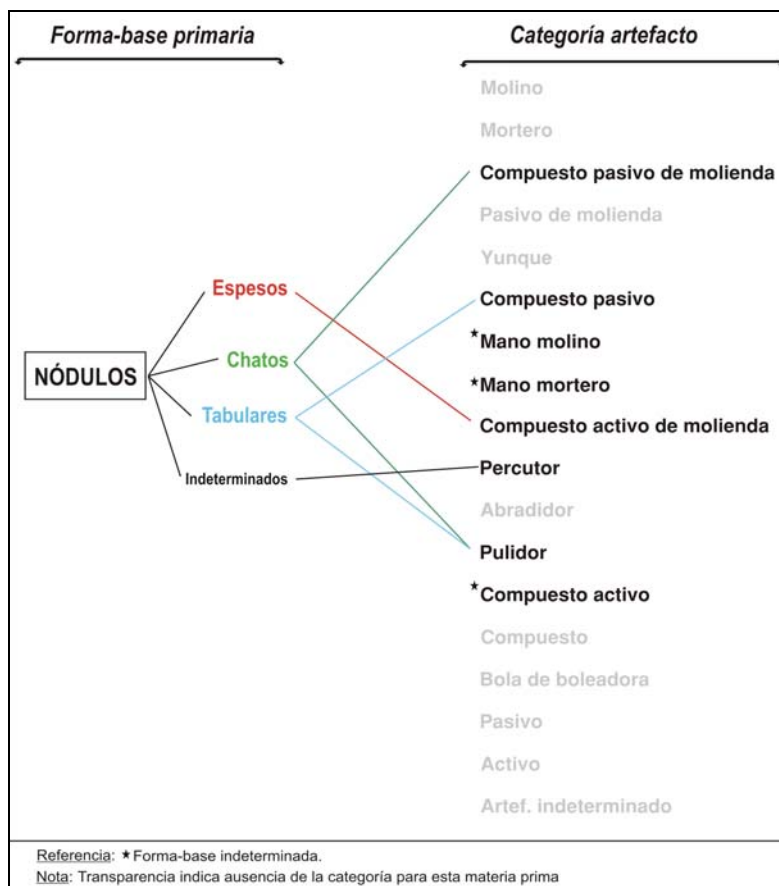 Forma-base primaria
Categoría artefacto
Molino
Mortero
Compuesto pasivo de molienda
Pasivo de molienda
Yunque
Espesos
Compuesto pasivo
★Mano molino
NÓDULOS
Chatos
★Mano mortero
Tabulares
Compuesto activo de molienda
Indeterminados
Percutor
Abradidor
Pulidor
★Compuesto activo
Compuesto
Bola de boleadora
Pasivo
Activo
Artef. indeterminado
Referencia: ★Forma-base indeterminada.
Nota: Transparencia indica ausencia de la categoría para esta materia prima